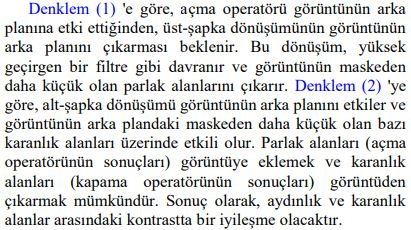 Denklem (1) 'e göre, açma operatörü görüntünün arka
planına etki ettiğinden, üst-şapka dönüşümünün görüntünün
arka planını çıkarması beklenir. Bu dönüşüm, yüksek
geçirgen bir filtre gibi davranır ve görüntünün maskeden
daha küçük olan parlak alanlarını çıkarır. Denklem (2) 'ye
göre, alt-şapka dönüşümü görüntünün arka planını etkiler ve
görüntünün arka plandaki maskeden daha küçük olan bazı
karanlık alanları üzerinde etkili olur. Parlak alanları (açma
operatörünün sonuçları) görüntüye eklemek ve karanlık
alanları (kapama operatörünün sonuçları) görüntüden
çıkarmak mümkündür. Sonuç olarak, aydınlık ve karanlık
alanlar arasındaki kontrastta bir iyileşme olacaktır.